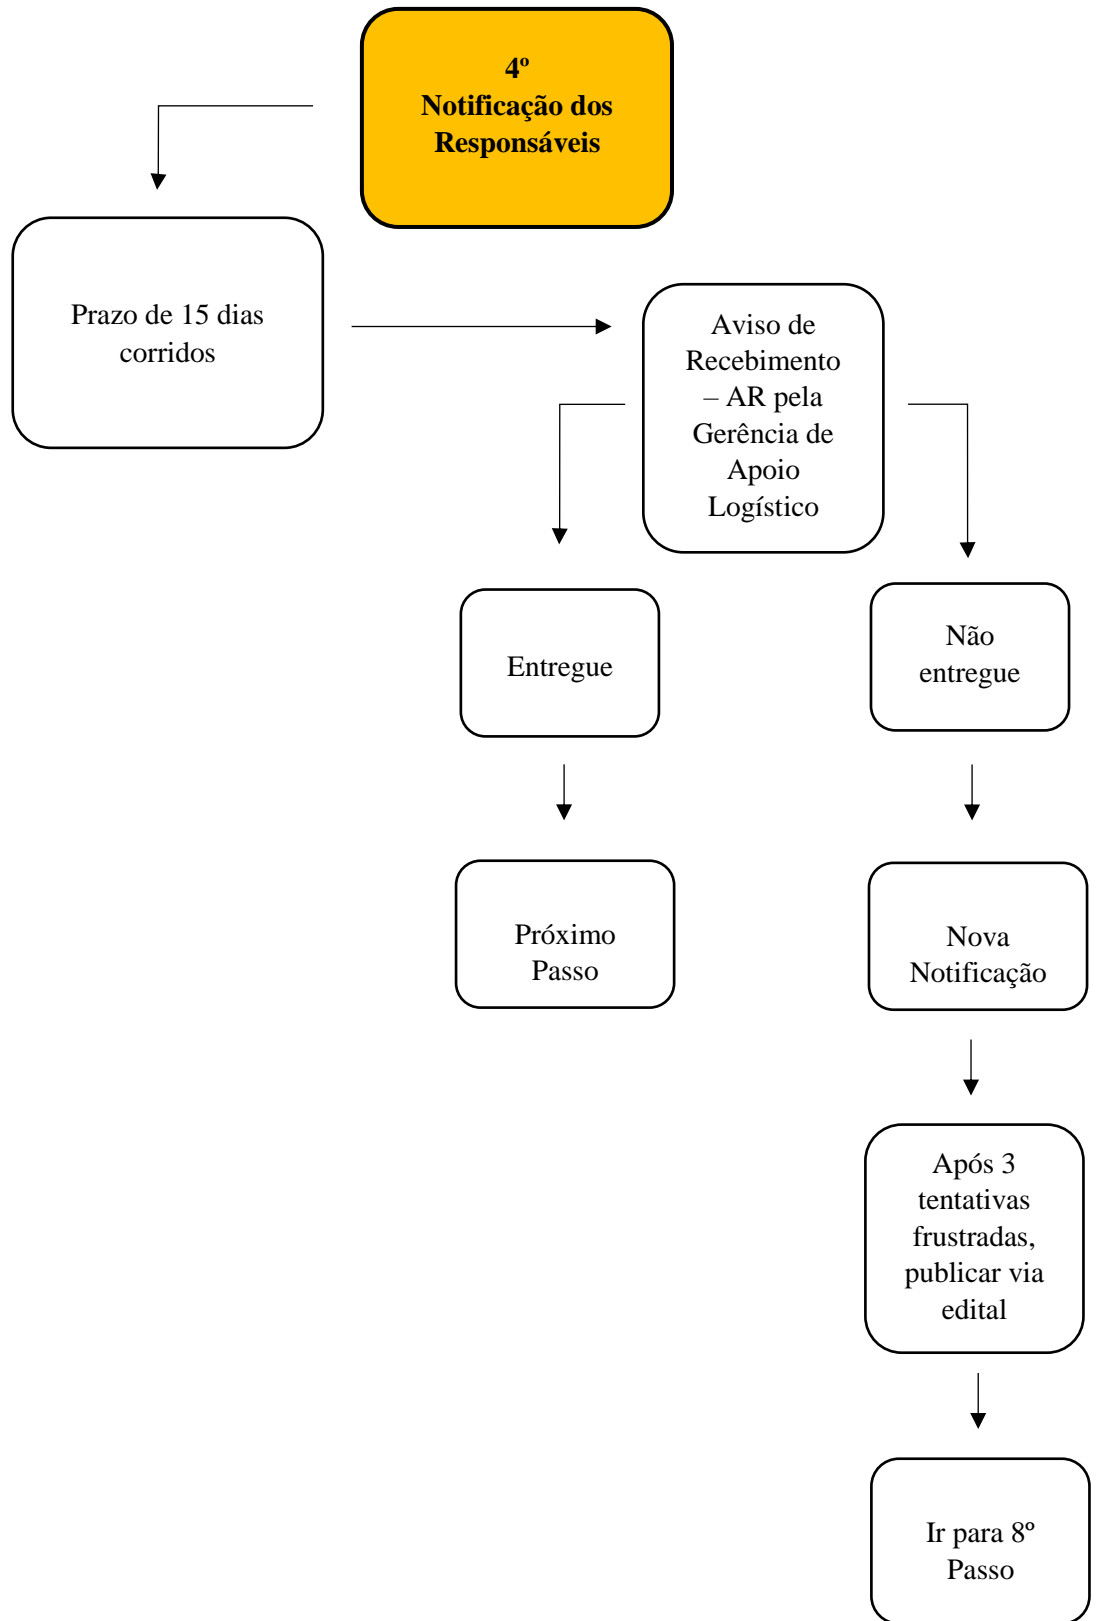 4º
Notificação dos
Responsáveis
Prazo de 15 dias
corridos
Aviso de
Recebimento
– AR pela
Gerência de
Apoio
Logístico
Entregue
Não
entregue
Próximo
Passo
Nova
Notificação
Após 3
tentativas
frustradas,
publicar via
edital
Ir para 8º
Passo